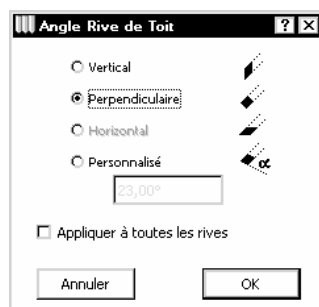 Angle Rive de Toit
Vertical
Perpendiculaire
Horizontal
Personnalisé
α
23,00°
Appliquer à toutes les rives
Annuler OK